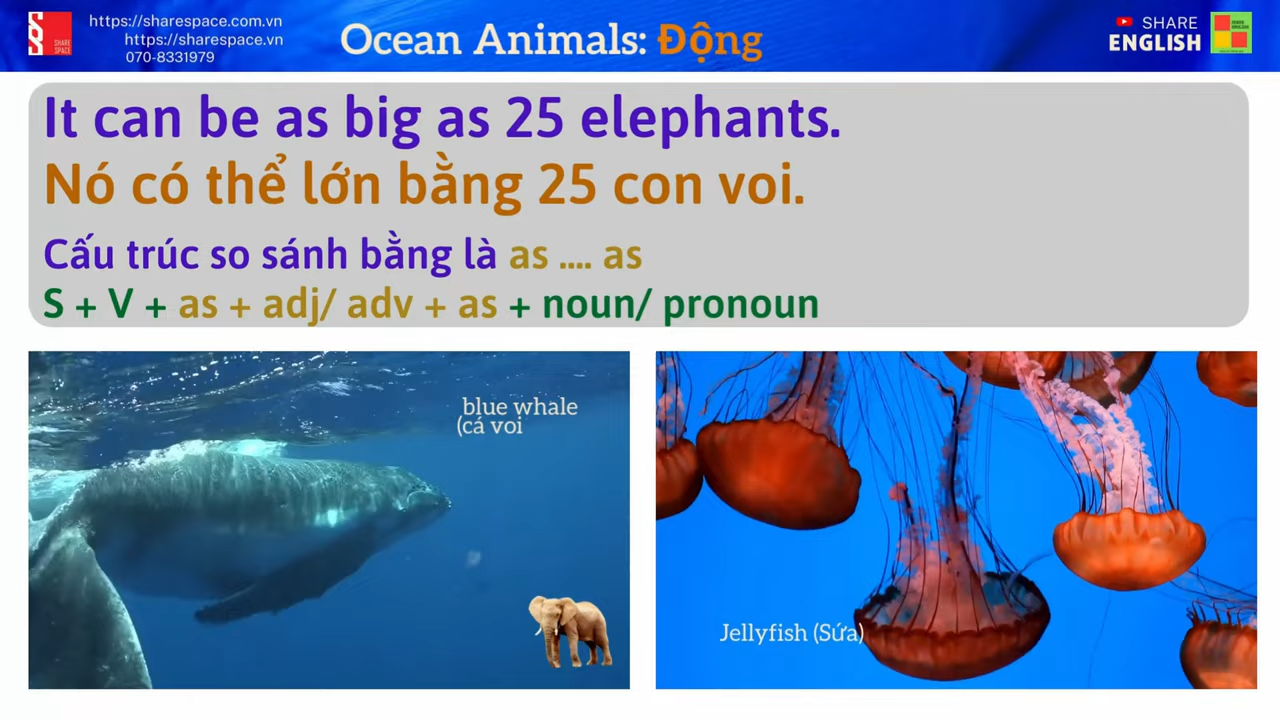 https://sharespace.com.vn
https://sharespace.vn
070-8331979
SHARE
SPACE
Ocean Animals: Động
SHARE
ENGLISH
It can be as big as 25 elephants.
Nó có thể lớn bằng 25 con voi.
Cấu trúc so sánh bằng là as .... as
S + V + as + adj/ adv + as + noun/ pronoun
blue whale
(cá voi
Jellyfish (Sứa)